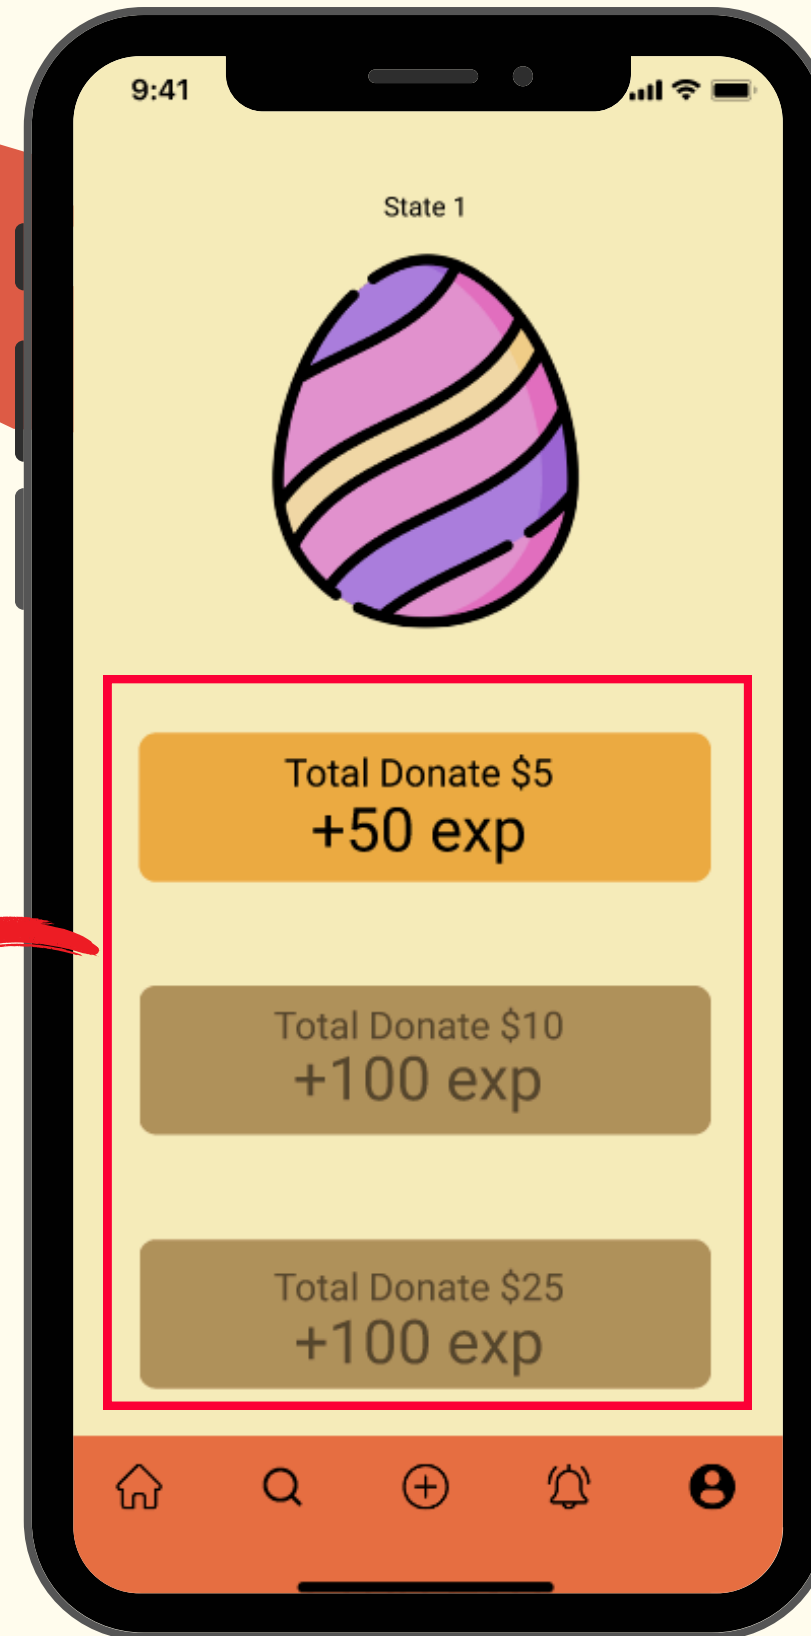 9:41
State 1
Total Donate $5
+50 exp
Total Donate $10
+100 exp
Total Donate $25
+100 exp